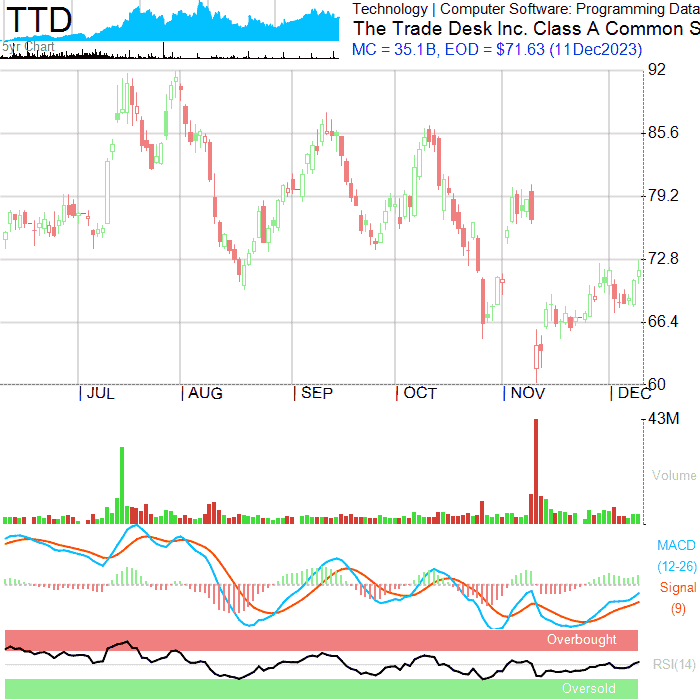 TTD
5yr Chart
Technology | Computer Software: Programming Data
The Trade Desk Inc. Class A Common S
MC = 35.1B, EOD = $71.63 (11Dec2023)
92
85.6
79.2
72.8
66.4
60
JUL
AUG
SEP
OCT
NOV
DEC
43M
Volume
MACD
(12-26)
Signal
(9)
Overbought
RSI(14)
Oversold